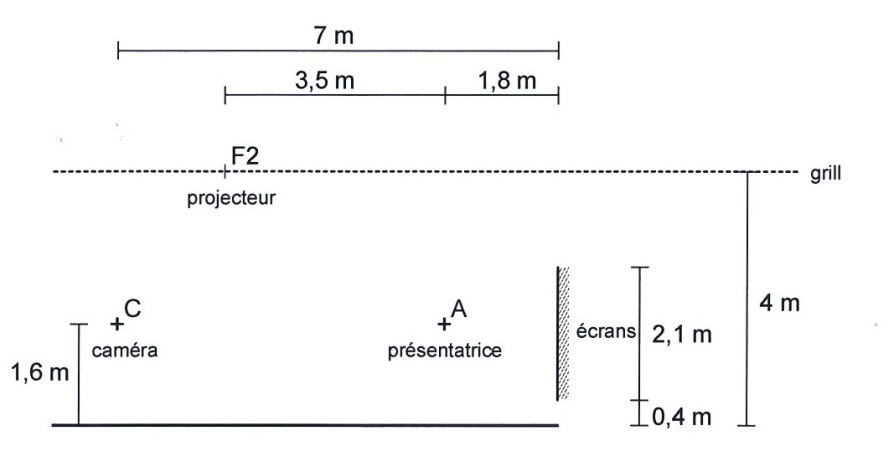 7 m
3,5 m
1,8 m
F2
grill
projecteur
C
A
4 m
caméra
présentatrice
écrans
2,1 m
1,6 m
0,4 m